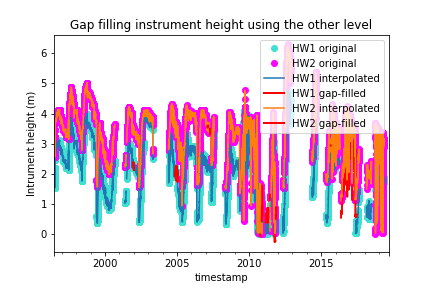 Gap filling instrument height using the other level
HW1 original
HW2 original
HW1 interpolated
HW1 gap-filled
HW2 interpolated
HW2 gap-filled
Intrument height (m)
6
5
4
3
2
1
0
2000 2005 2010 2015
timestamp